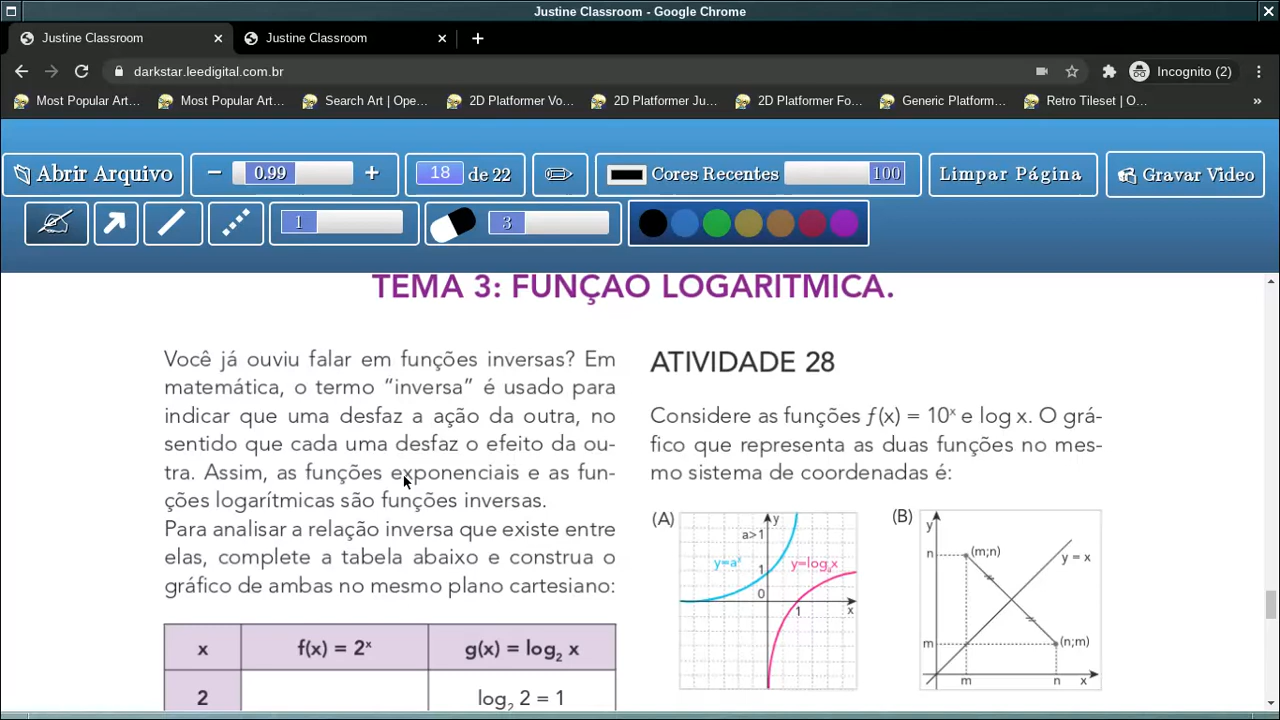 Justine Classroom - Google Chrome
Justine Classroom
Justine Classroom
darkstar.leedigital.com.br
Incognito (2)
Most Popular Art...
Most Popular Art...
Search Art | Ope...
2D Platformer Vo...
2D Platformer Ju...
2D Platformer Fo...
Generic Platform...
Retro Tileset | O...
»
Abrir Arquivo
− 0.99 +
18 de 22
Cores Recentes 100
Limpar Página
Gravar Video
1
3
TEMA 3: FUNÇAO LOGARITMICA.
Você já ouviu falar em funções inversas? Em
matemática, o termo “inversa” é usado para
indicar que uma desfaz a ação da outra, no
sentido que cada uma desfaz o efeito da ou-
tra. Assim, as funções exponenciais e as fun-
ções logarítmicas são funções inversas.
Para analisar a relação inversa que existe entre
elas, complete a tabela abaixo e construa o
gráfico de ambas no mesmo plano cartesiano:
x f(x) = 2ˣ g(x) = log₂ x
2 log₂ 2 = 1
ATIVIDADE 28
Considere as funções ƒ(x) = 10ˣ e log x. O grá-
fico que representa as duas funções no mes-
mo sistema de coordenadas é:
(A)
y
a>1
y=aˣ
1
y=logₐx
0
1
x
(B)
y
n
(m;n)
y = x
m
(n;m)
m
n
x